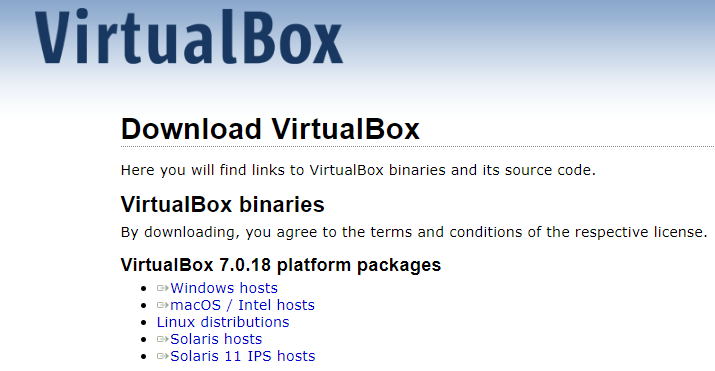 VirtualBox
Download VirtualBox
Here you will find links to VirtualBox binaries and its source code.
VirtualBox binaries
By downloading, you agree to the terms and conditions of the respective license.
VirtualBox 7.0.18 platform packages
Windows hosts
macOS / Intel hosts
Linux distributions
Solaris hosts
Solaris 11 IPS hosts